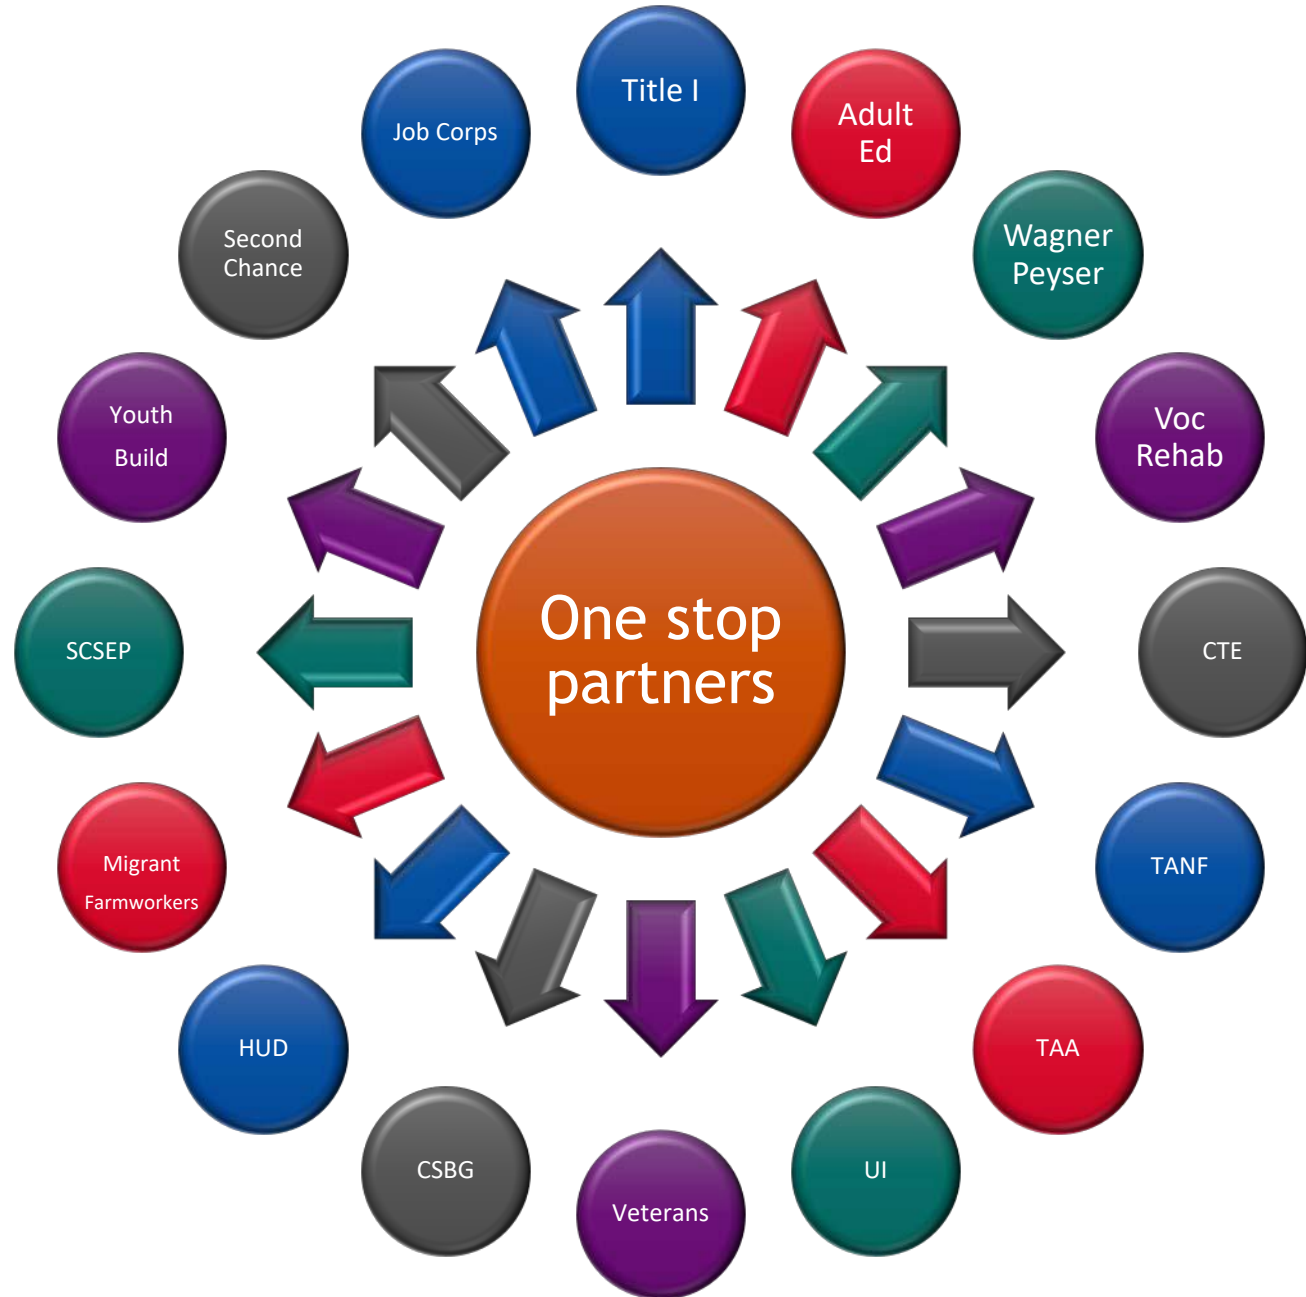 One stop
partners
Title I
Adult
Ed
Wagner
Peyser
Voc
Rehab
CTE
TANF
TAA
UI
Veterans
CSBG
HUD
Migrant
Farmworkers
SCSEP
Youth
Build
Second
Chance
Job Corps